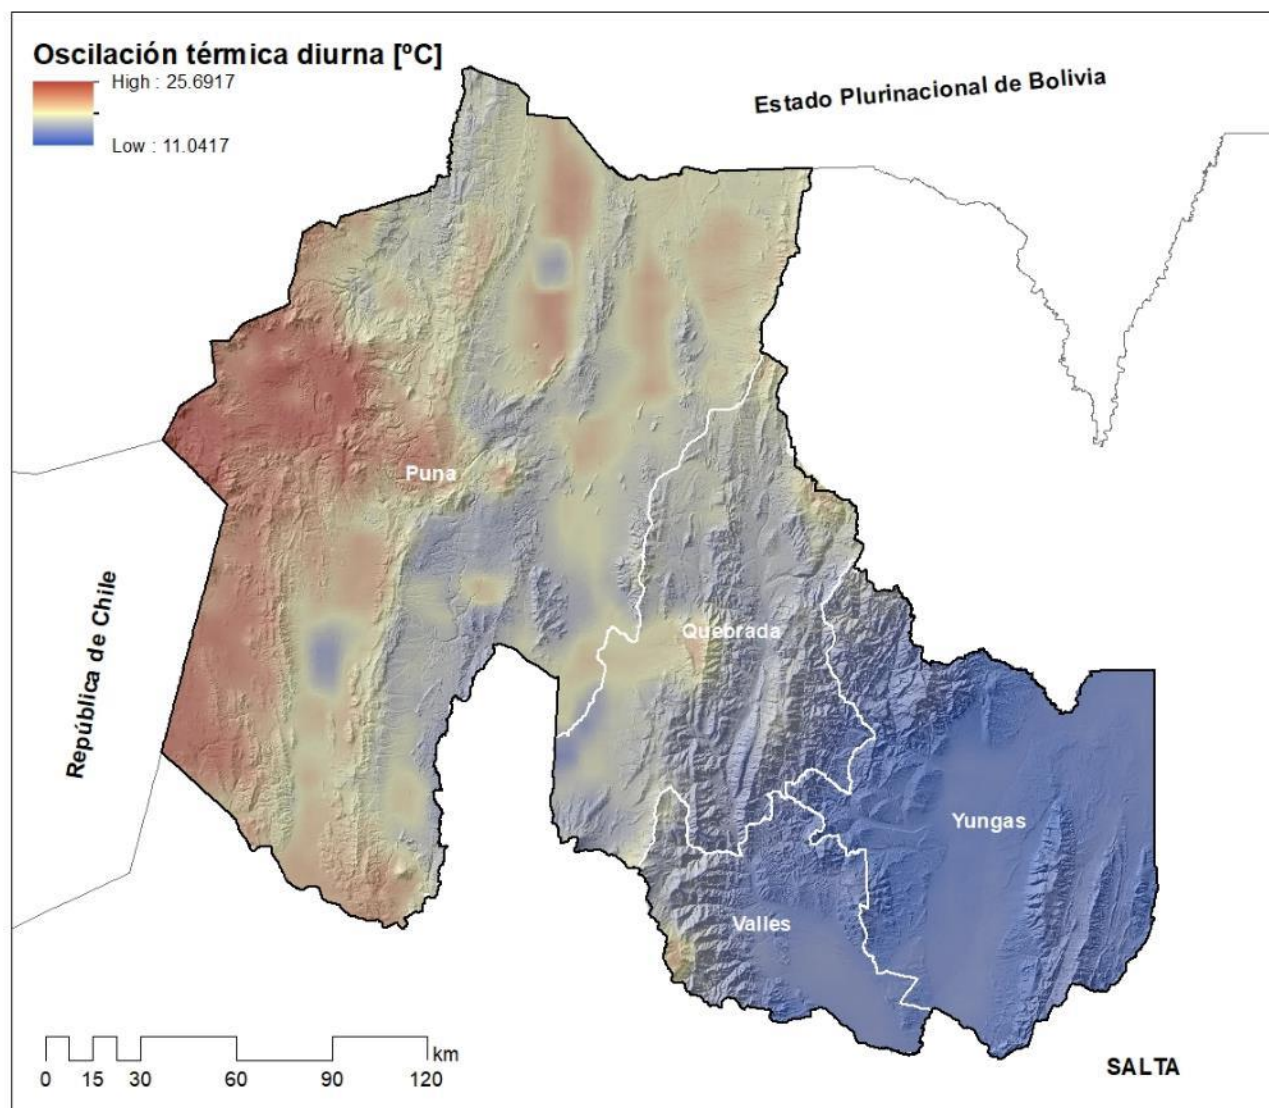 Oscilación térmica diurna [ºC]
High : 25.6917
Low : 11.0417
Estado Plurinacional de Bolivia
Puna
República de Chile
Quebrada
Yungas
Valles
km
0 15 30 60 90 120
SALTA